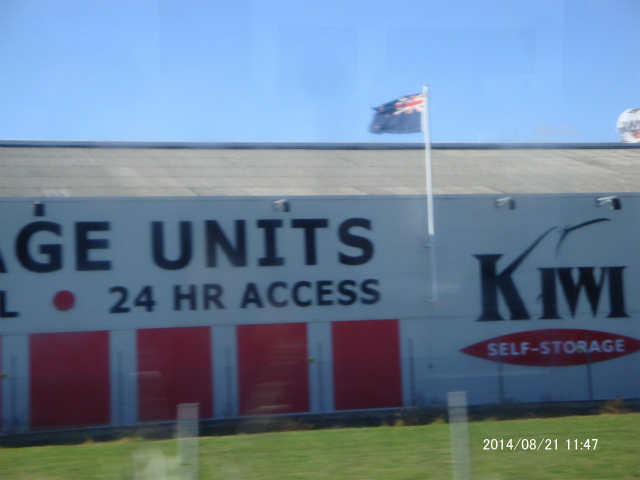 AGE UNITS
L • 24 HR ACCESS
KIWI
SELF-STORAGE
2014/08/21 11:47